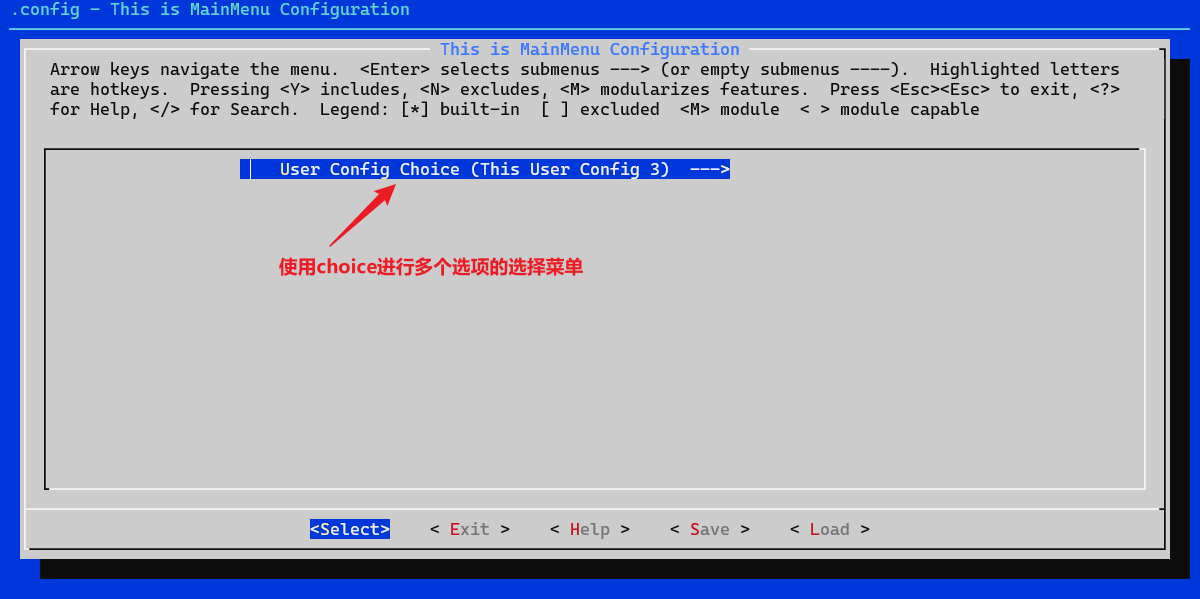 .config - This is MainMenu Configuration
This is MainMenu Configuration
Arrow keys navigate the menu.  <Enter> selects submenus ---> (or empty submenus ----).  Highlighted letters
are hotkeys.  Pressing <Y> includes, <N> excludes, <M> modularizes features.  Press <Esc><Esc> to exit, <?>
for Help, </> for Search.  Legend: [*] built-in  [ ] excluded  <M> module  < > module capable
User Config Choice (This User Config 3)  --->
使用choice进行多个选项的选择菜单
<Select>    < Exit >    < Help >    < Save >    < Load >